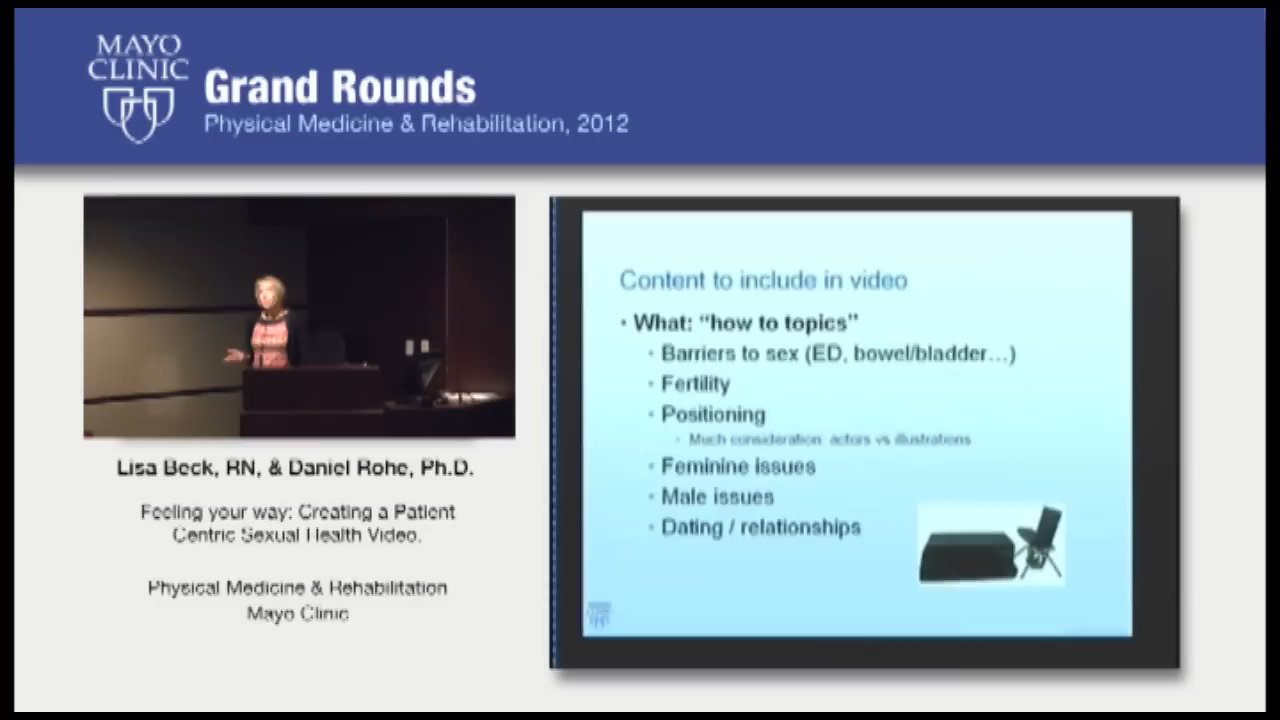 MAYO
CLINIC
Grand Rounds
Physical Medicine & Rehabilitation, 2012
Lisa Beck, RN, & Daniel Rohe, Ph.D.
Feeling your way: Creating a Patient
Centric Sexual Health Video.
Physical Medicine & Rehabilitation
Mayo Clinic
Content to include in video
• What: “how to topics”
• Barriers to sex (ED, bowel/bladder…)
• Fertility
• Positioning
• Much consideration actors vs illustrations
• Feminine issues
• Male issues
• Dating / relationships